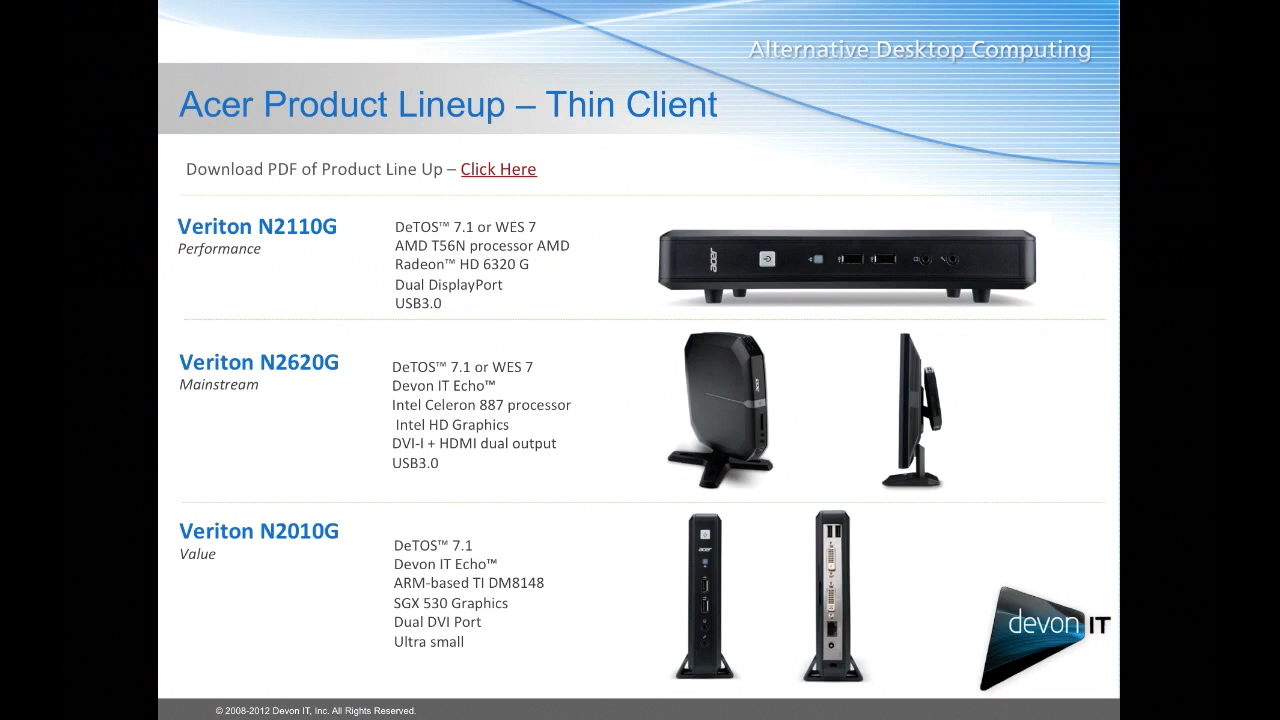 Alternative Desktop Computing
Acer Product Lineup – Thin Client
Download PDF of Product Line Up – Click Here
Veriton N2110G
Performance
DeTOS™ 7.1 or WES 7
AMD T56N processor AMD
Radeon™ HD 6320 G
Dual DisplayPort
USB3.0
acer
Veriton N2620G
Mainstream
DeTOS™ 7.1 or WES 7
Devon IT Echo™
Intel Celeron 887 processor
Intel HD Graphics
DVI-I + HDMI dual output
USB3.0
acer
Veriton N2010G
Value
DeTOS™ 7.1
Devon IT Echo™
ARM-based TI DM8148
SGX 530 Graphics
Dual DVI Port
Ultra small
acer
devon IT
© 2008-2012 Devon IT, Inc. All Rights Reserved.